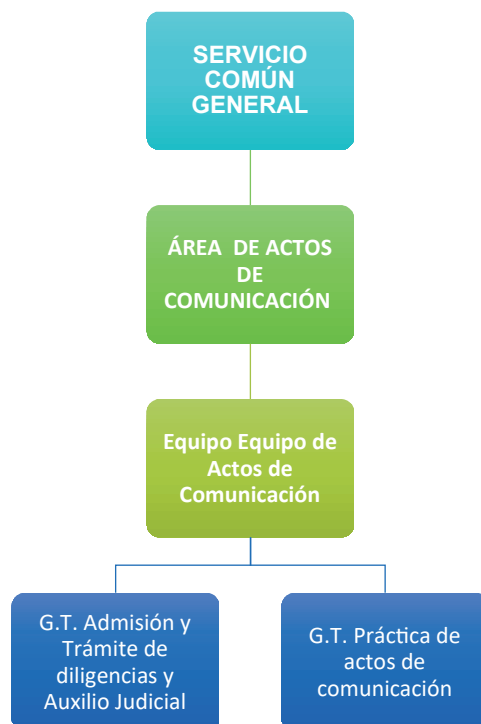 SERVICIO
COMÚN
GENERAL
ÁREA DE ACTOS
DE
COMUNICACIÓN
Equipo Equipo de
Actos de
Comunicación
G.T. Admisión y
Trámite de
diligencias y
Auxilio Judicial
G.T. Práctica de
actos de
comunicación